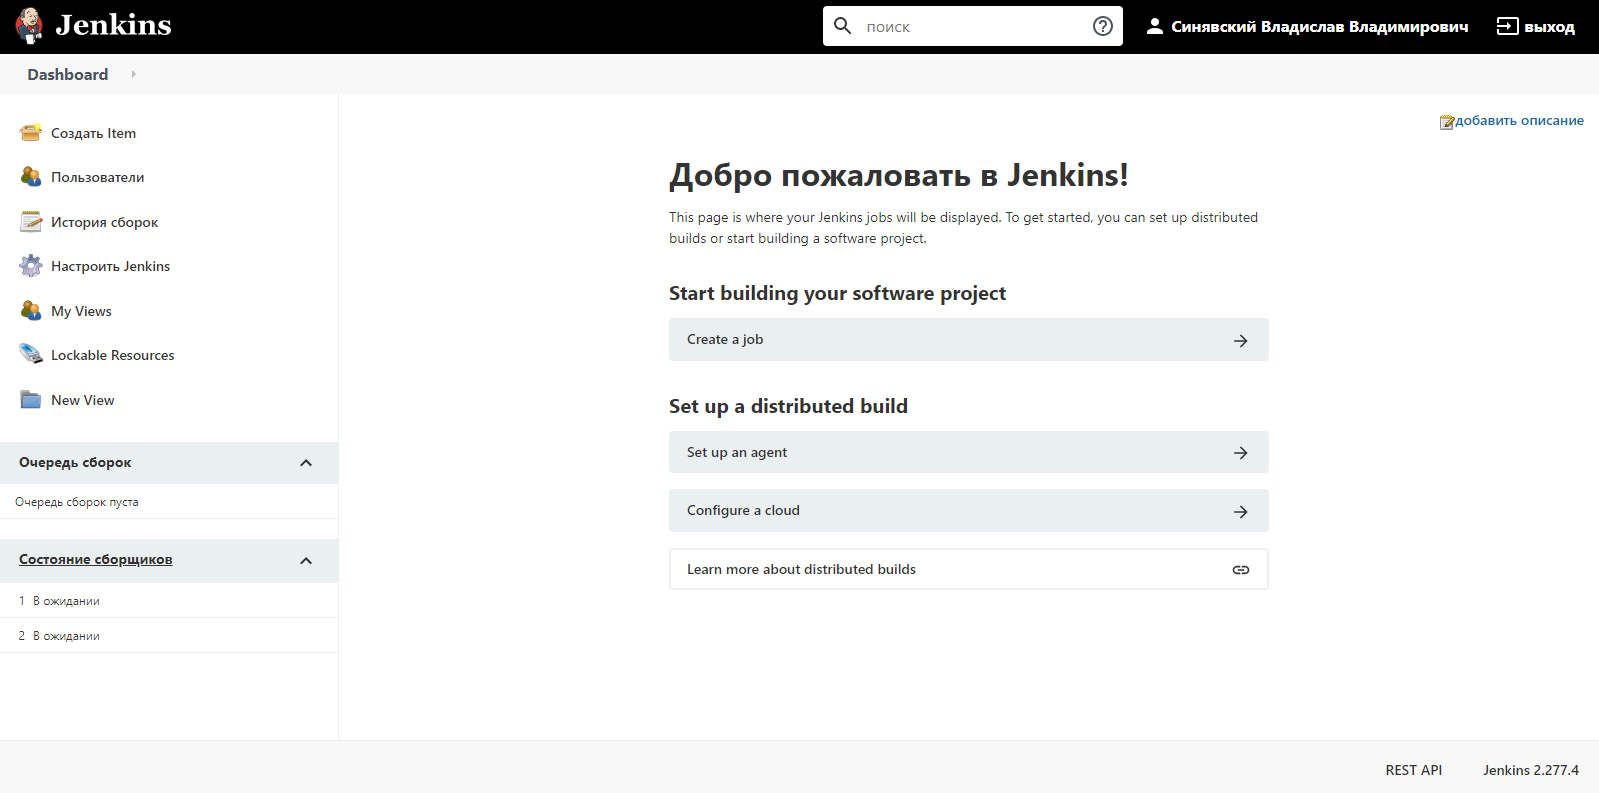 Jenkins
поиск
Синявский Владислав Владимирович
выход
Dashboard
Создать Item
Пользователи
История сборок
Настроить Jenkins
My Views
Lockable Resources
New View
Очередь сборок
Очередь сборок пуста
Состояние сборщиков
1 В ожидании
2 В ожидании
добавить описание
Добро пожаловать в Jenkins!
This page is where your Jenkins jobs will be displayed. To get started, you can set up distributed
builds or start building a software project.
Start building your software project
Create a job
Set up a distributed build
Set up an agent
Configure a cloud
Learn more about distributed builds
REST API
Jenkins 2.277.4